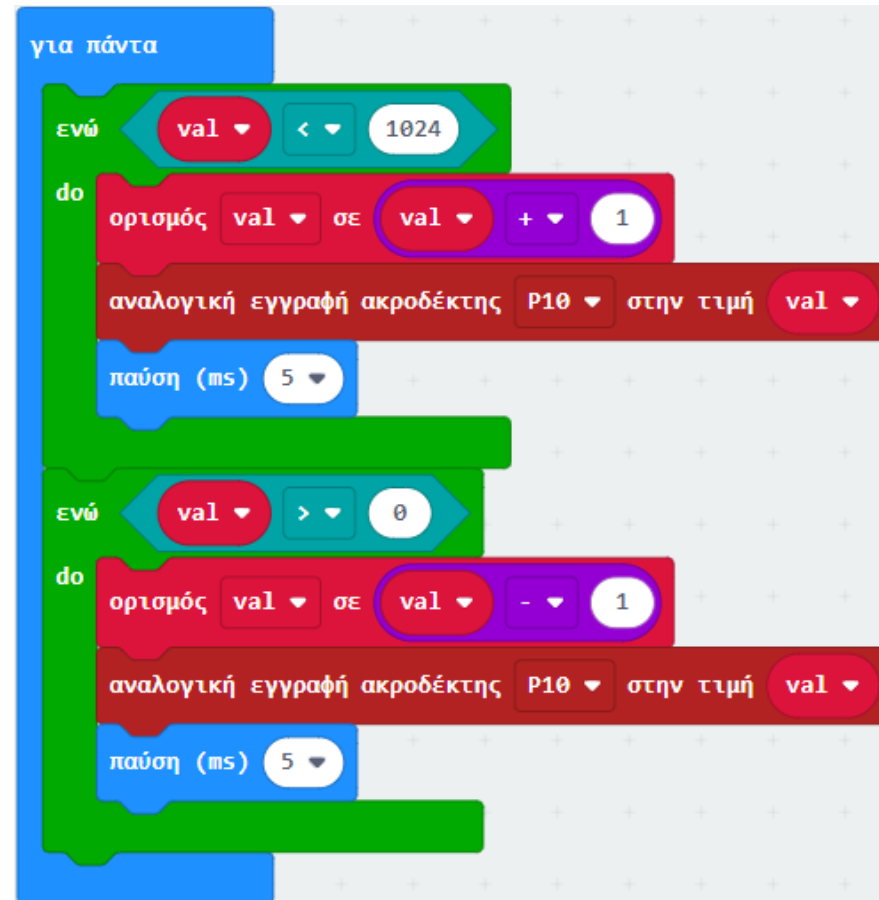 για πάντα
ενώ val < 1024
do
ορισμός val σε val + 1
αναλογική εγγραφή ακροδέκτης P10 στην τιμή val
παύση (ms) 5
ενώ val > 0
do
ορισμός val σε val - 1
αναλογική εγγραφή ακροδέκτης P10 στην τιμή val
παύση (ms) 5